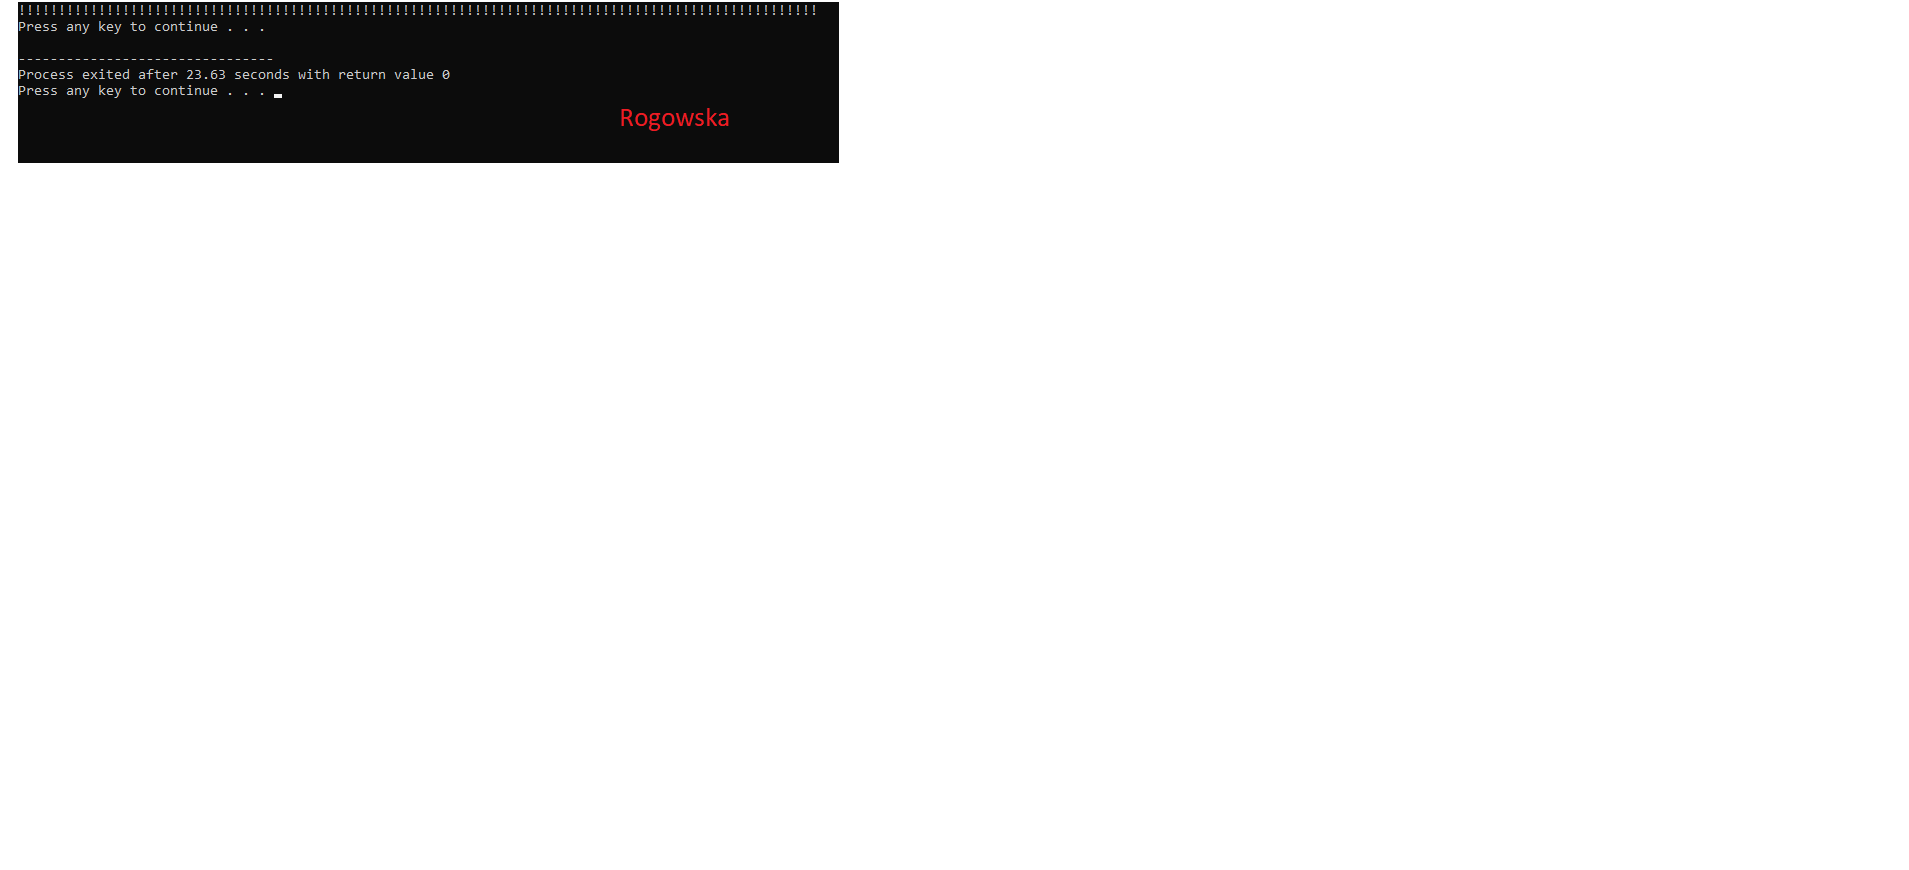 !!!!!!!!!!!!!!!!!!!!!!!!!!!!!!!!!!!!!!!!!!!!!!!!!!!!!!!!!!!!!!!!!!!!!!!!!!!!!!!!!!!!!!!!!!!!!!!!!!!!
Press any key to continue . . .
--------------------------------
Process exited after 23.63 seconds with return value 0
Press any key to continue . . .
Rogowska